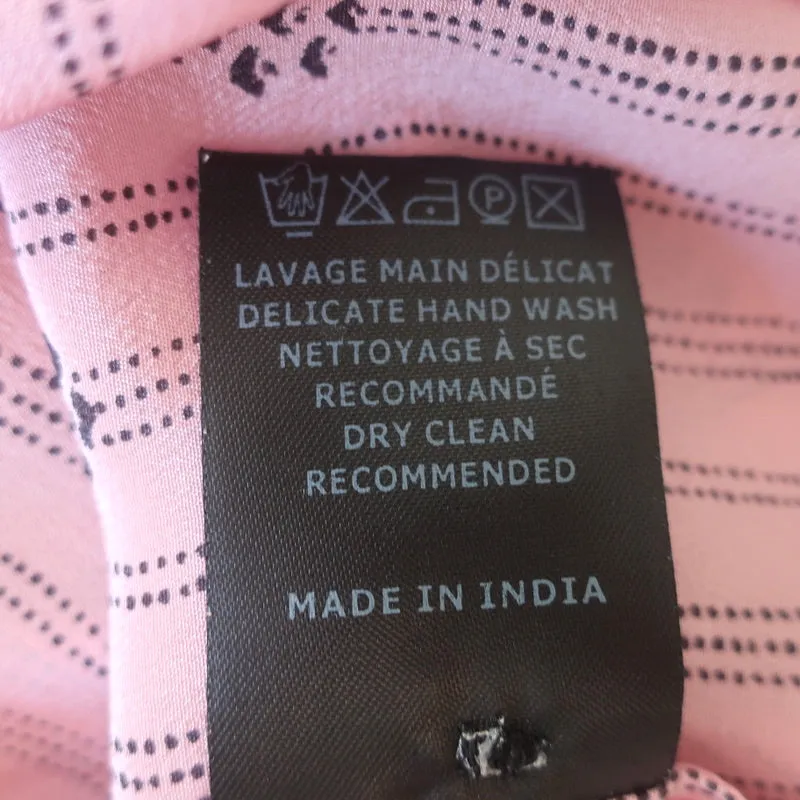 P
LAVAGE MAIN DÉLICAT
DELICATE HAND WASH
NETTOYAGE À SEC
RECOMMANDÉ
DRY CLEAN
RECOMMENDED
MADE IN INDIA